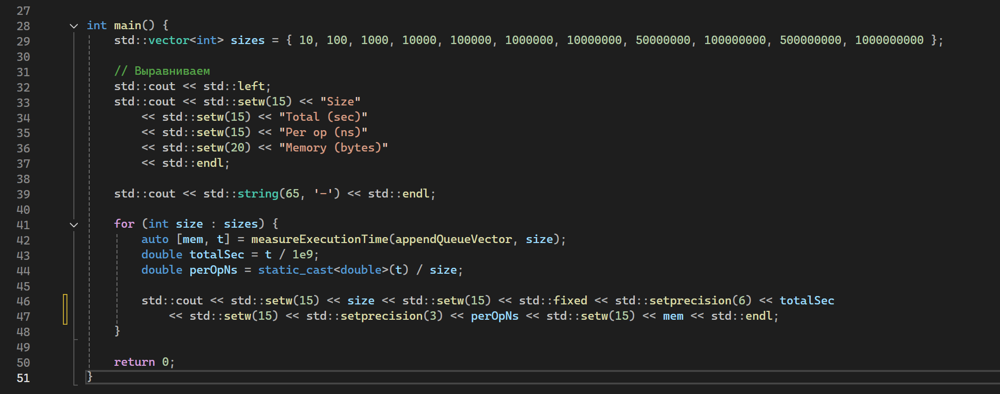 27
28 int main() {
29 std::vector<int> sizes = { 10, 100, 1000, 10000, 100000, 1000000, 10000000, 50000000, 100000000, 500000000, 1000000000 };
30
31 // Выравниваем
32 std::cout << std::left;
33 std::cout << std::setw(15) << "Size"
34 << std::setw(15) << "Total (sec)"
35 << std::setw(15) << "Per op (ns)"
36 << std::setw(20) << "Memory (bytes)"
37 << std::endl;
38
39 std::cout << std::string(65, '-') << std::endl;
40
41 for (int size : sizes) {
42 auto [mem, t] = measureExecutionTime(appendQueueVector, size);
43 double totalSec = t / 1e9;
44 double perOpNs = static_cast<double>(t) / size;
45
46 std::cout << std::setw(15) << size << std::setw(15) << std::fixed << std::setprecision(6) << totalSec
47 << std::setw(15) << std::setprecision(3) << perOpNs << std::setw(15) << mem << std::endl;
48 }
49
50 return 0;
51 }